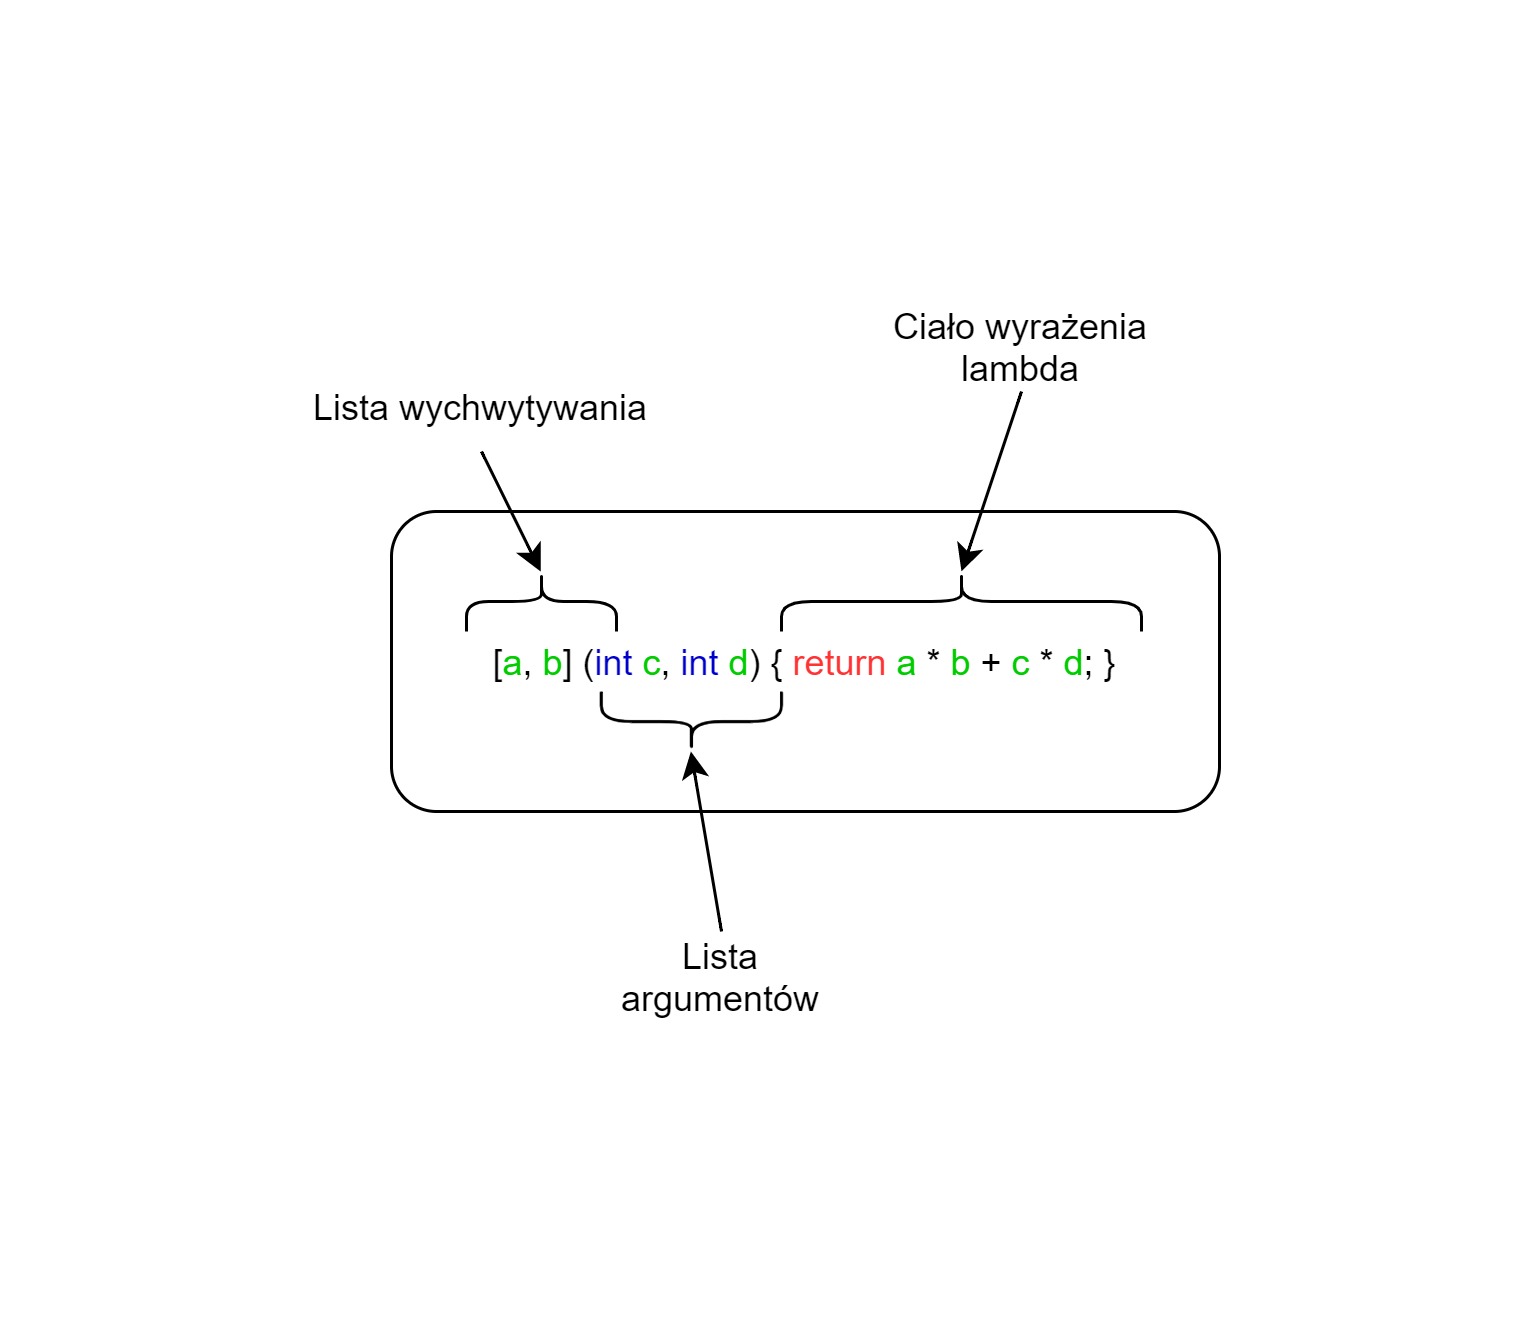 Ciało wyrażenia
lambda
Lista wychwytywania
[a, b] (int c, int d) { return a * b + c * d; }
Lista
argumentów